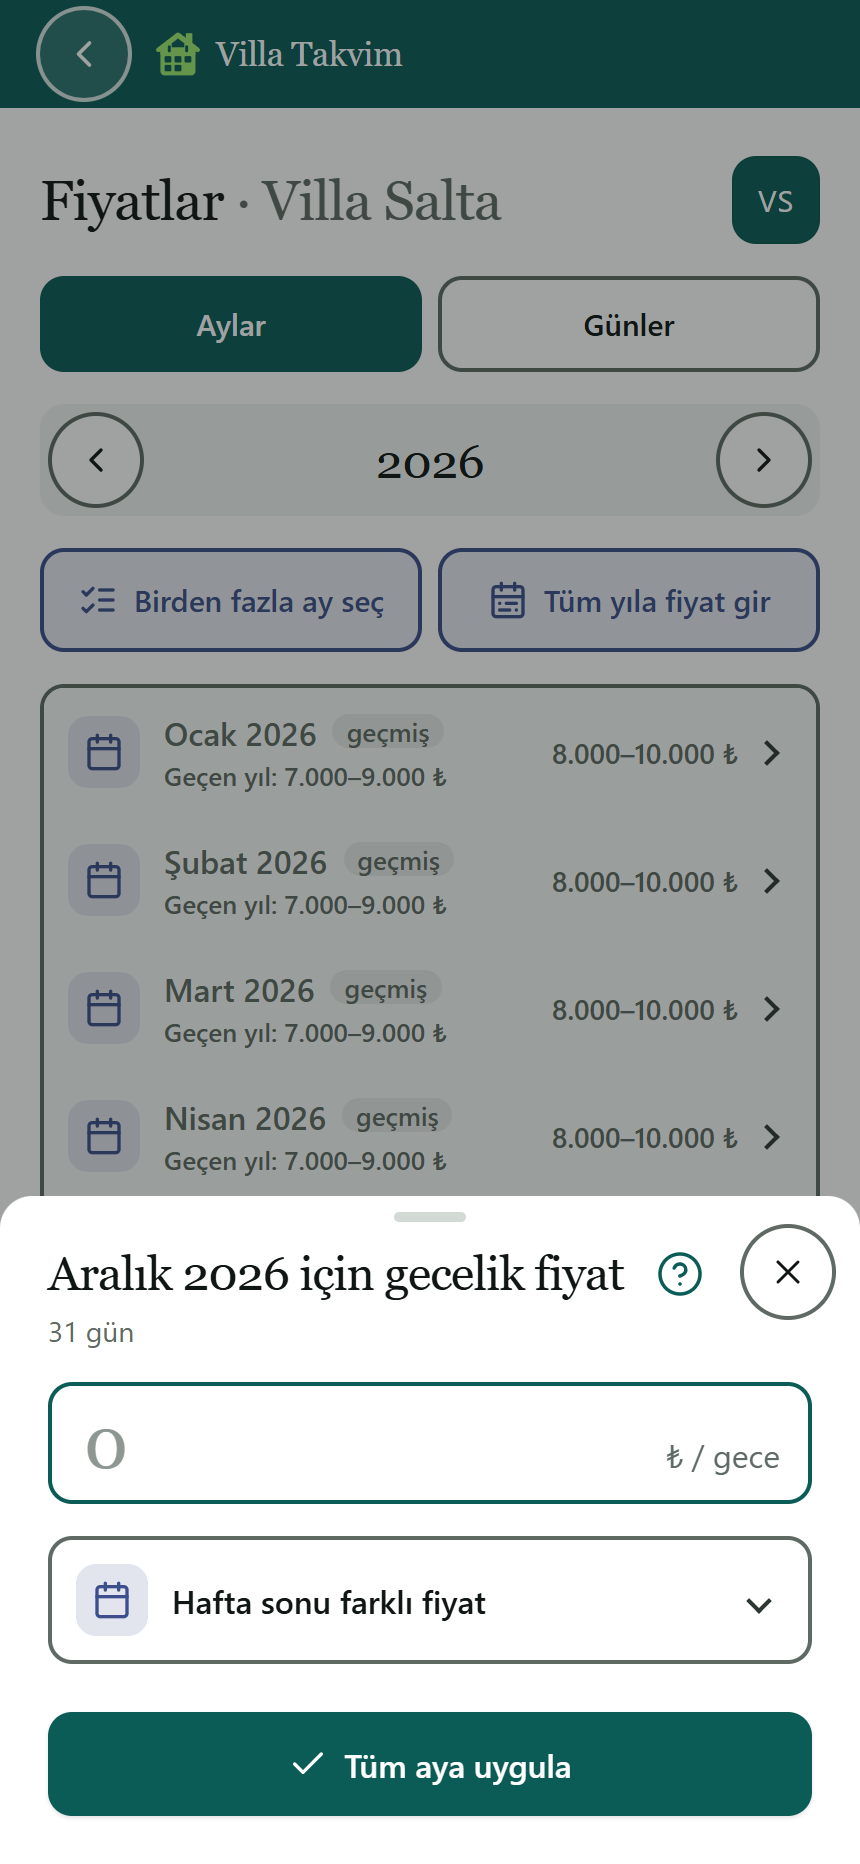 Villa Takvim
Fiyatlar · Villa Salta
VS
Aylar
Günler
2026
Birden fazla ay seç
Tüm yıla fiyat gir
Ocak 2026 geçmiş
Geçen yıl: 7.000–9.000 ₺
8.000–10.000 ₺
Şubat 2026 geçmiş
Geçen yıl: 7.000–9.000 ₺
8.000–10.000 ₺
Mart 2026 geçmiş
Geçen yıl: 7.000–9.000 ₺
8.000–10.000 ₺
Nisan 2026 geçmiş
Geçen yıl: 7.000–9.000 ₺
8.000–10.000 ₺
Aralık 2026 için gecelik fiyat
31 gün
0
₺ / gece
Hafta sonu farklı fiyat
Tüm aya uygula